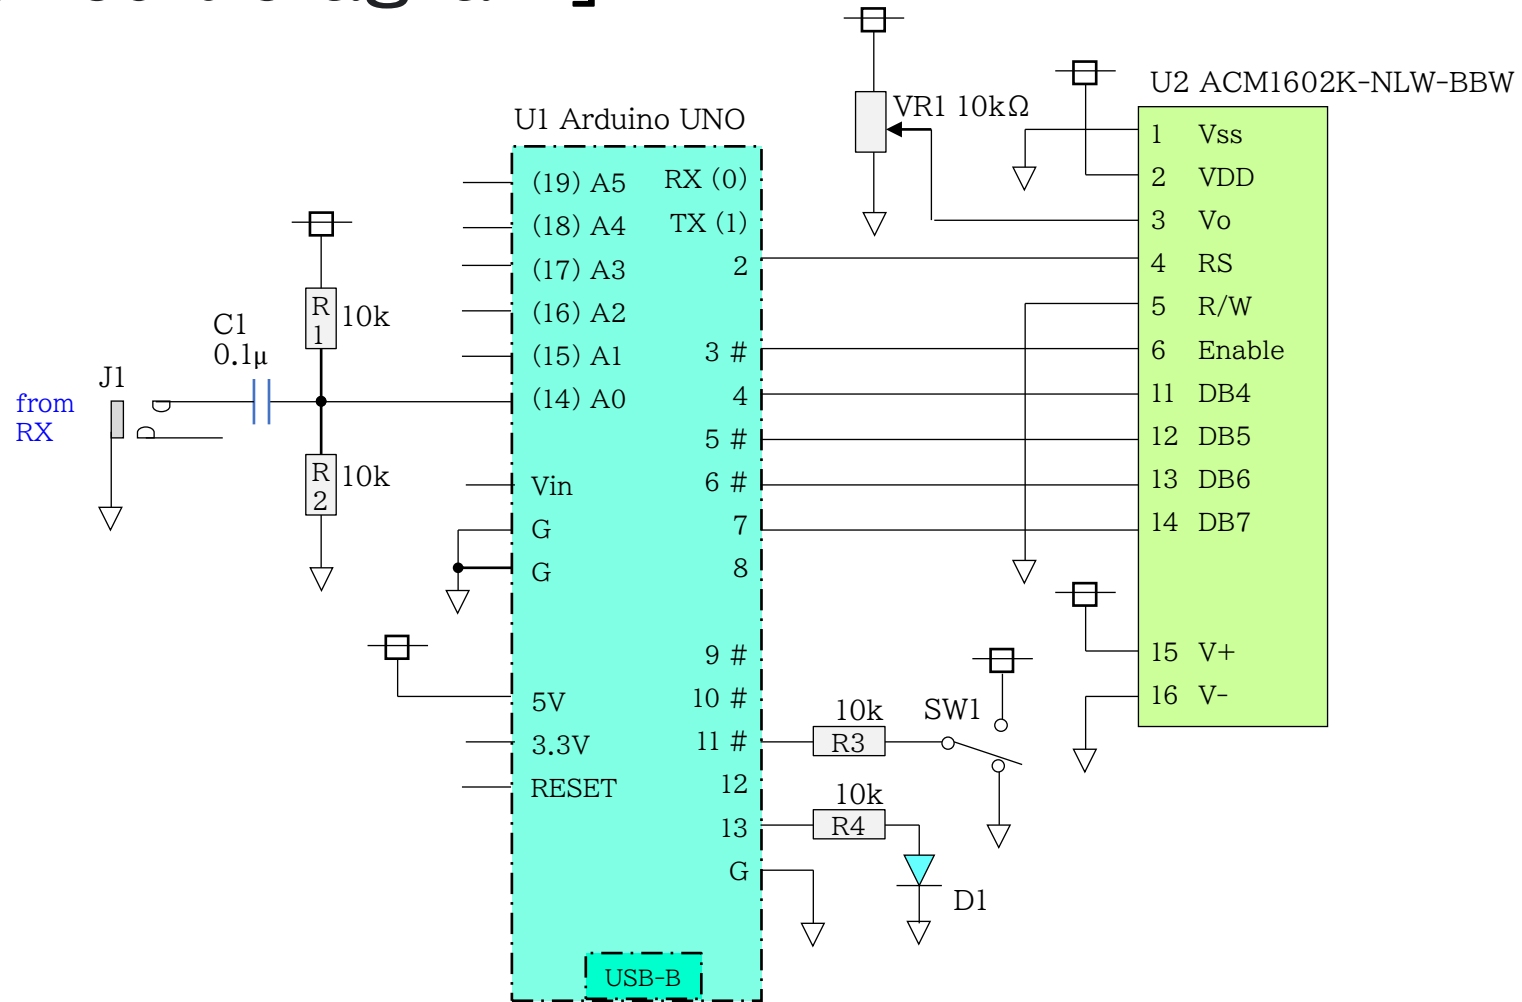 VR1 10kΩ
U2 ACM1602K-NLW-BBW
U1 Arduino UNO
1 Vss
2 VDD
3 Vo
4 RS
5 R/W
6 Enable
11 DB4
12 DB5
13 DB6
14 DB7
15 V+
16 V-
(19) A5
(18) A4
(17) A3
(16) A2
(15) A1
(14) A0
Vin
G
G
5V
3.3V
RESET
RX (0)
TX (1)
2
3 #
4
5 #
6 #
7
8
9 #
10 #
11 #
12
13
G
USB-B
R
1
10k
C1
0.1μ
J1
from
RX
R
2
10k
10k
R3
SW1
10k
R4
D1